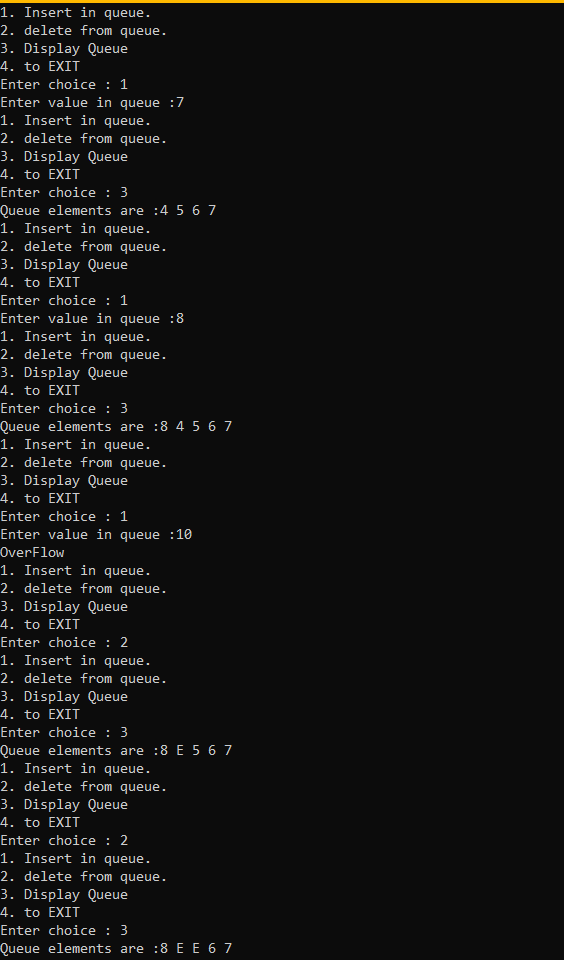 1. Insert in queue.
2. delete from queue.
3. Display Queue
4. to EXIT
Enter choice : 1
Enter value in queue :7
1. Insert in queue.
2. delete from queue.
3. Display Queue
4. to EXIT
Enter choice : 3
Queue elements are :4 5 6 7
1. Insert in queue.
2. delete from queue.
3. Display Queue
4. to EXIT
Enter choice : 1
Enter value in queue :8
1. Insert in queue.
2. delete from queue.
3. Display Queue
4. to EXIT
Enter choice : 3
Queue elements are :8 4 5 6 7
1. Insert in queue.
2. delete from queue.
3. Display Queue
4. to EXIT
Enter choice : 1
Enter value in queue :10
OverFlow
1. Insert in queue.
2. delete from queue.
3. Display Queue
4. to EXIT
Enter choice : 2
1. Insert in queue.
2. delete from queue.
3. Display Queue
4. to EXIT
Enter choice : 3
Queue elements are :8 E 5 6 7
1. Insert in queue.
2. delete from queue.
3. Display Queue
4. to EXIT
Enter choice : 2
1. Insert in queue.
2. delete from queue.
3. Display Queue
4. to EXIT
Enter choice : 3
Queue elements are :8 E E 6 7